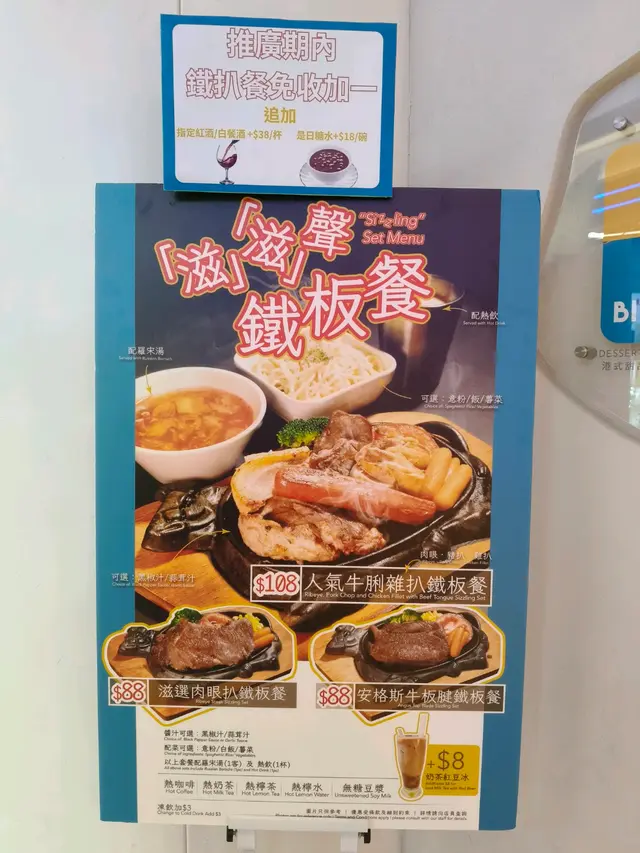 推廣期內
鐵扒餐免收加一
追加
指定紅酒/白餐酒 +$38/杯 是日糖水+$18/碗
「滋」「滋」聲
"Sizzling"
Set Menu
鐵板餐
配熱飲
Served with Hot Drink
配羅宋湯
Served with Russian Borscht
可選：意粉/飯/薯菜
可選：黑椒汁/蒜茸汁
肉眼、豬扒、雞扒
$108 人氣牛脷雜扒鐵板餐
Ribeye, Pork Chop and Chicken Fillet with Beef Tongue Sizzling Set
$88 滋選肉眼扒鐵板餐
$88 安格斯牛板腱鐵板餐
醬汁可選：黑椒汁/蒜茸汁
配菜可選：意粉/白飯/薯菜
以上套餐配羅宋湯(1客) 及 熱飲(1杯)
熱咖啡 熱奶茶 熱檸茶 熱檸水 無糖豆漿
Hot Coffee Hot Milk Tea Hot Lemon Tea Hot Lemon Water Unsweetened Soy Milk
凍飲加$3
Change to Cold Drink Add $3
+$8
奶茶紅豆冰
BI
DESSER